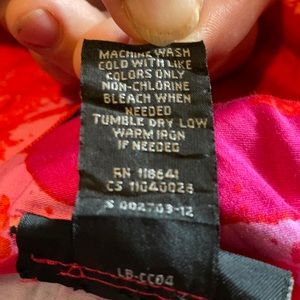 MACHINE WASH
COLD WITH LIKE
COLORS ONLY
NON-CHLORINE
BLEACH WHEN
NEEDED
TUMBLE DRY LOW
WARM IRON
IF NEEDED
RN 118641
CS 11040028
S 002703-12
LB-CC04